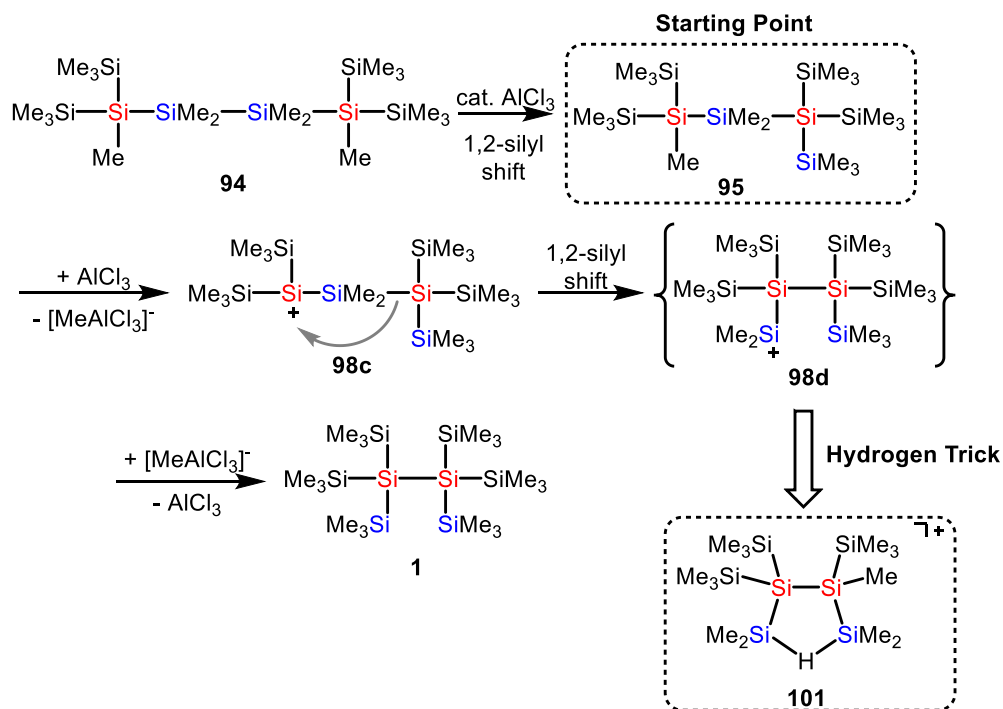 Starting Point
Me3Si
Me3Si Si SiMe2 SiMe2 Si SiMe3
SiMe3
Me
Me
94
cat. AlCl3
1,2-silyl
shift
Me3Si
SiMe3
Me3Si Si SiMe2 Si SiMe3
Me
SiMe3
95
+ AlCl3
- [MeAlCl3]-
Me3Si
SiMe3
Me3Si Si SiMe2 Si SiMe3
+
SiMe3
98c
1,2-silyl
shift
Me3Si SiMe3
Me3Si Si Si SiMe3
Me2Si SiMe3
+
98d
+ [MeAlCl3]-
- AlCl3
Me3Si SiMe3
Me3Si Si Si SiMe3
Me3Si SiMe3
1
Hydrogen Trick
+
Me3Si SiMe3
Me3Si Si Si Me
Me2Si SiMe2
H
101